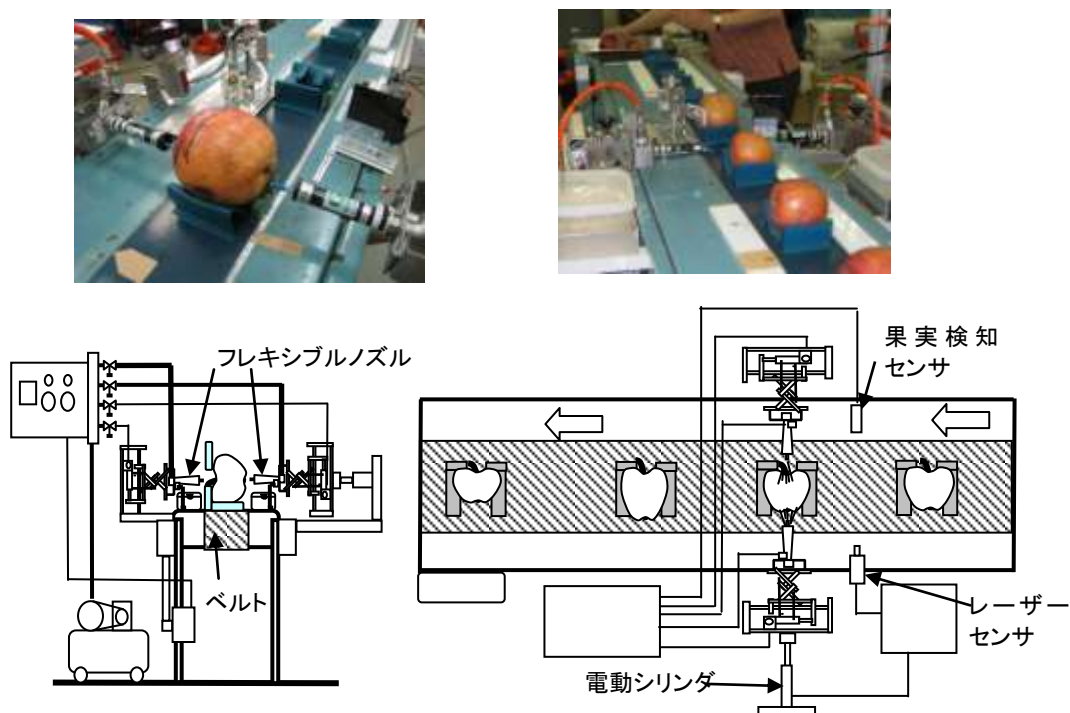 フレキシブルノズル
ベルト
果実検知
センサ
レーザー
センサ
電動シリンダ